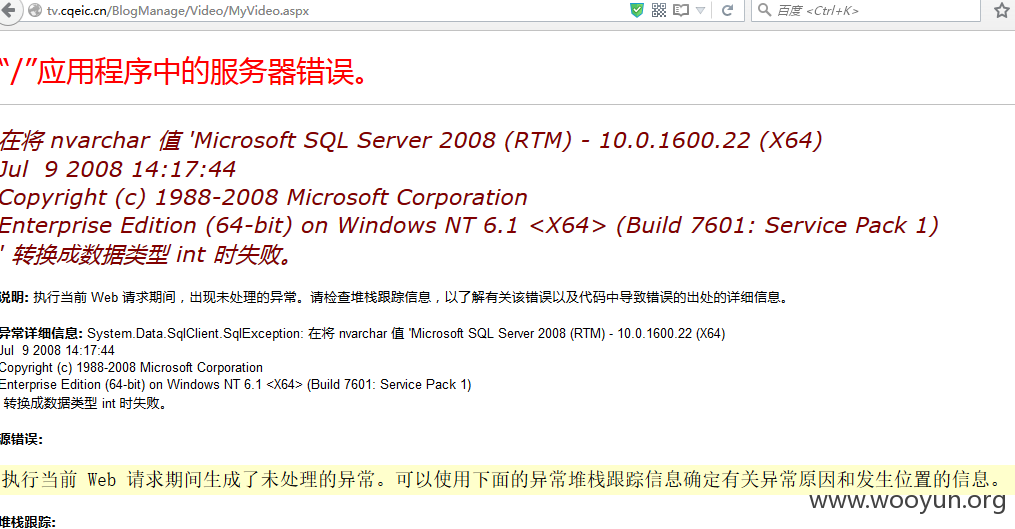 tv.cqeic.cn/BlogManage/Video/MyVideo.aspx
百度 <Ctrl+K>
“/”应用程序中的服务器错误。
在将 nvarchar 值 'Microsoft SQL Server 2008 (RTM) - 10.0.1600.22 (X64)
Jul 9 2008 14:17:44
Copyright (c) 1988-2008 Microsoft Corporation
Enterprise Edition (64-bit) on Windows NT 6.1 <X64> (Build 7601: Service Pack 1)
' 转换成数据类型 int 时失败。
说明: 执行当前 Web 请求期间，出现未处理的异常。请检查堆栈跟踪信息，以了解有关该错误以及代码中导致错误的出处的详细信息。
异常详细信息: System.Data.SqlClient.SqlException: 在将 nvarchar 值 'Microsoft SQL Server 2008 (RTM) - 10.0.1600.22 (X64)
Jul 9 2008 14:17:44
Copyright (c) 1988-2008 Microsoft Corporation
Enterprise Edition (64-bit) on Windows NT 6.1 <X64> (Build 7601: Service Pack 1)
转换成数据类型 int 时失败。
源错误:
执行当前 Web 请求期间生成了未处理的异常。可以使用下面的异常堆栈跟踪信息确定有关异常原因和发生位置的信息。
www.wooyun.org
堆栈跟踪: